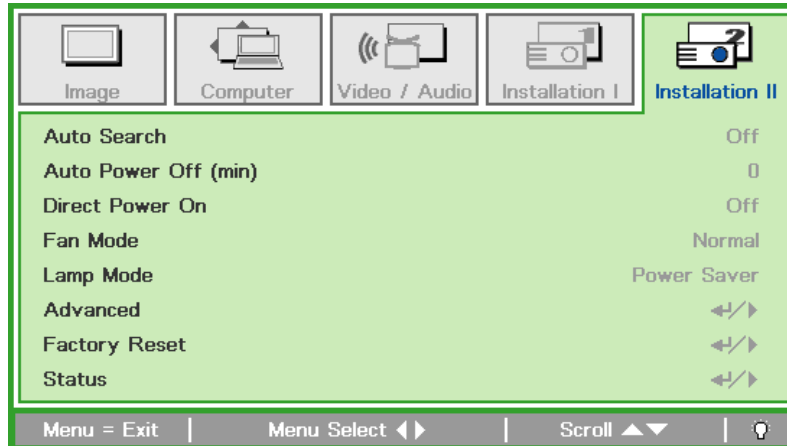 Image Computer Video / Audio Installation I Installation II
Auto Search Off
Auto Power Off (min) 0
Direct Power On Off
Fan Mode Normal
Lamp Mode Power Saver
Advanced
Factory Reset
Status
Menu = Exit Menu Select Scroll